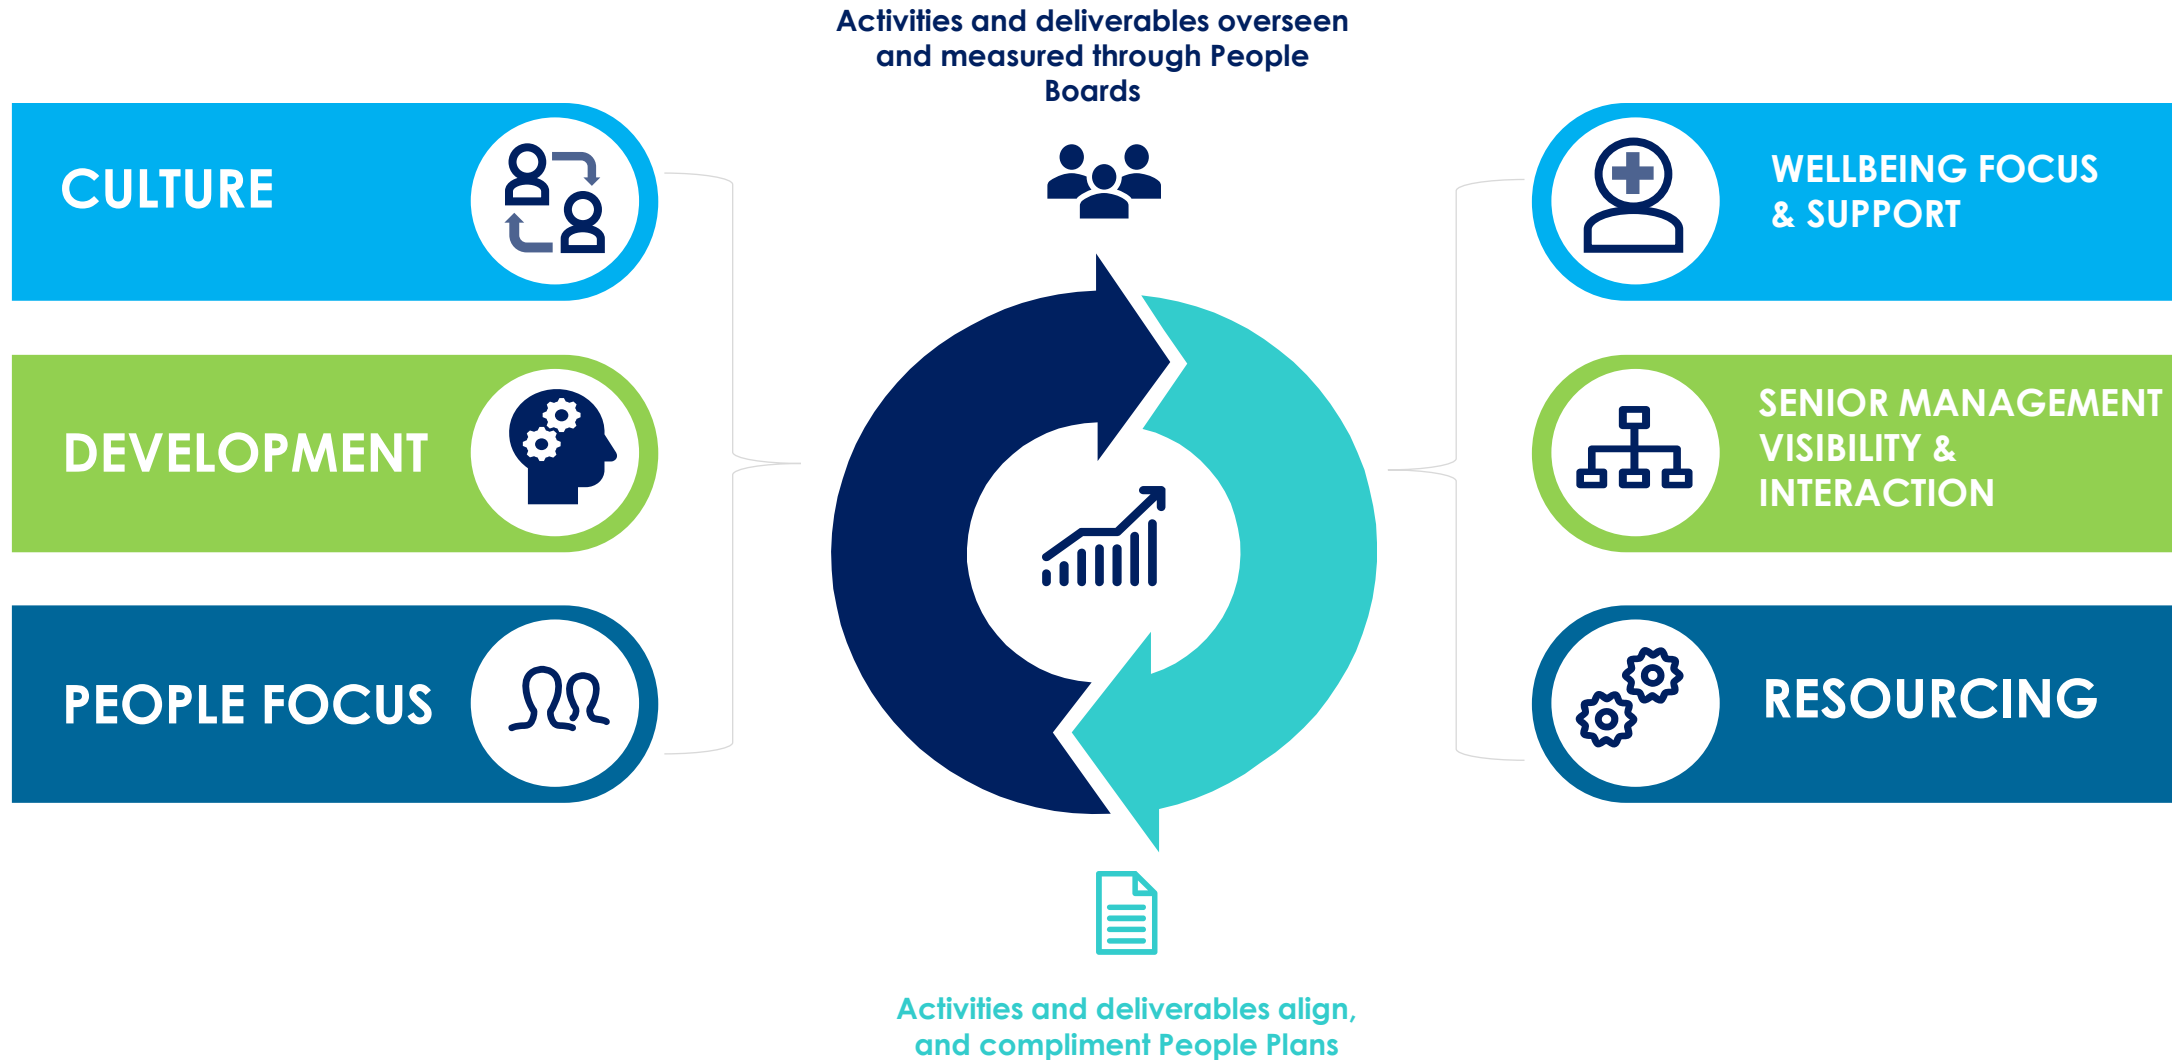 Activities and deliverables overseen
and measured through People
Boards
CULTURE
DEVELOPMENT
PEOPLE FOCUS
WELLBEING FOCUS
& SUPPORT
SENIOR MANAGEMENT
VISIBILITY &
INTERACTION
RESOURCING
Activities and deliverables align,
and compliment People Plans